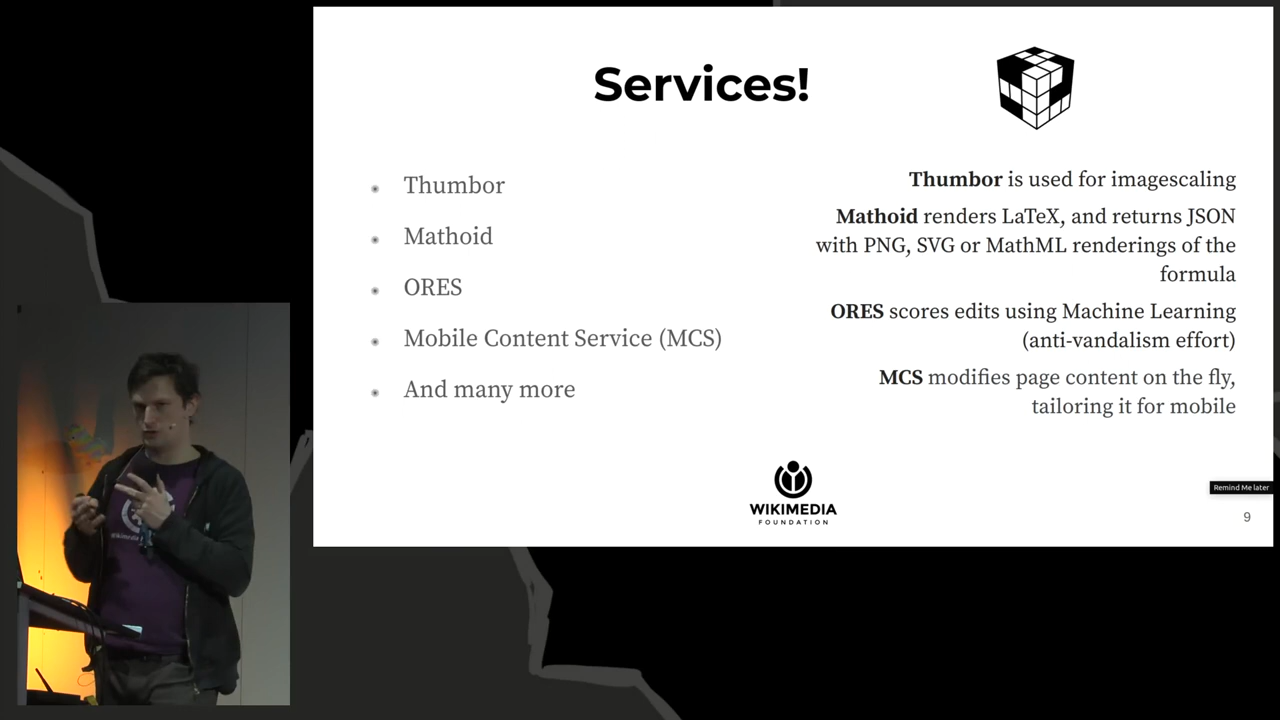 Services!
Thumbor
Mathoid
ORES
Mobile Content Service (MCS)
And many more
Thumbor is used for imagescaling
Mathoid renders LaTeX, and returns JSON
with PNG, SVG or MathML renderings of the
formula
ORES scores edits using Machine Learning
(anti-vandalism effort)
MCS modifies page content on the fly,
tailoring it for mobile
WIKIMEDIA
FOUNDATION
Remind Me later
9